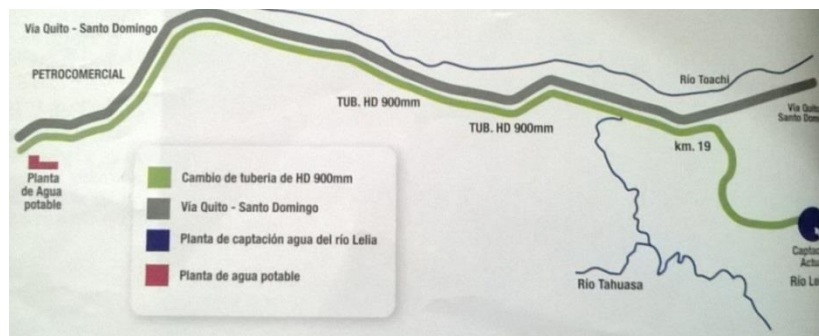 Vía Quito - Santo Domingo
PETROCOMERCIAL
TUB. HD 900mm
TUB. HD 900mm
Río Toachi
Vía
km. 19
Planta
de Agua
potable
Cambio de tubería de HD 900mm
Vía Quito - Santo Domingo
Planta de captación agua del río Lelia
Planta de agua potable
Río Tahuasa
Río